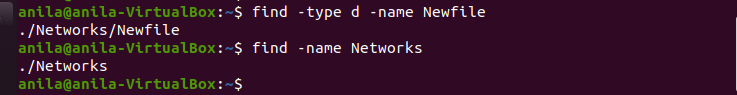 anila@anila-VirtualBox:~$ find -type d -name Newfile
./Networks/Newfile
anila@anila-VirtualBox:~$ find -name Networks
./Networks
anila@anila-VirtualBox:~$